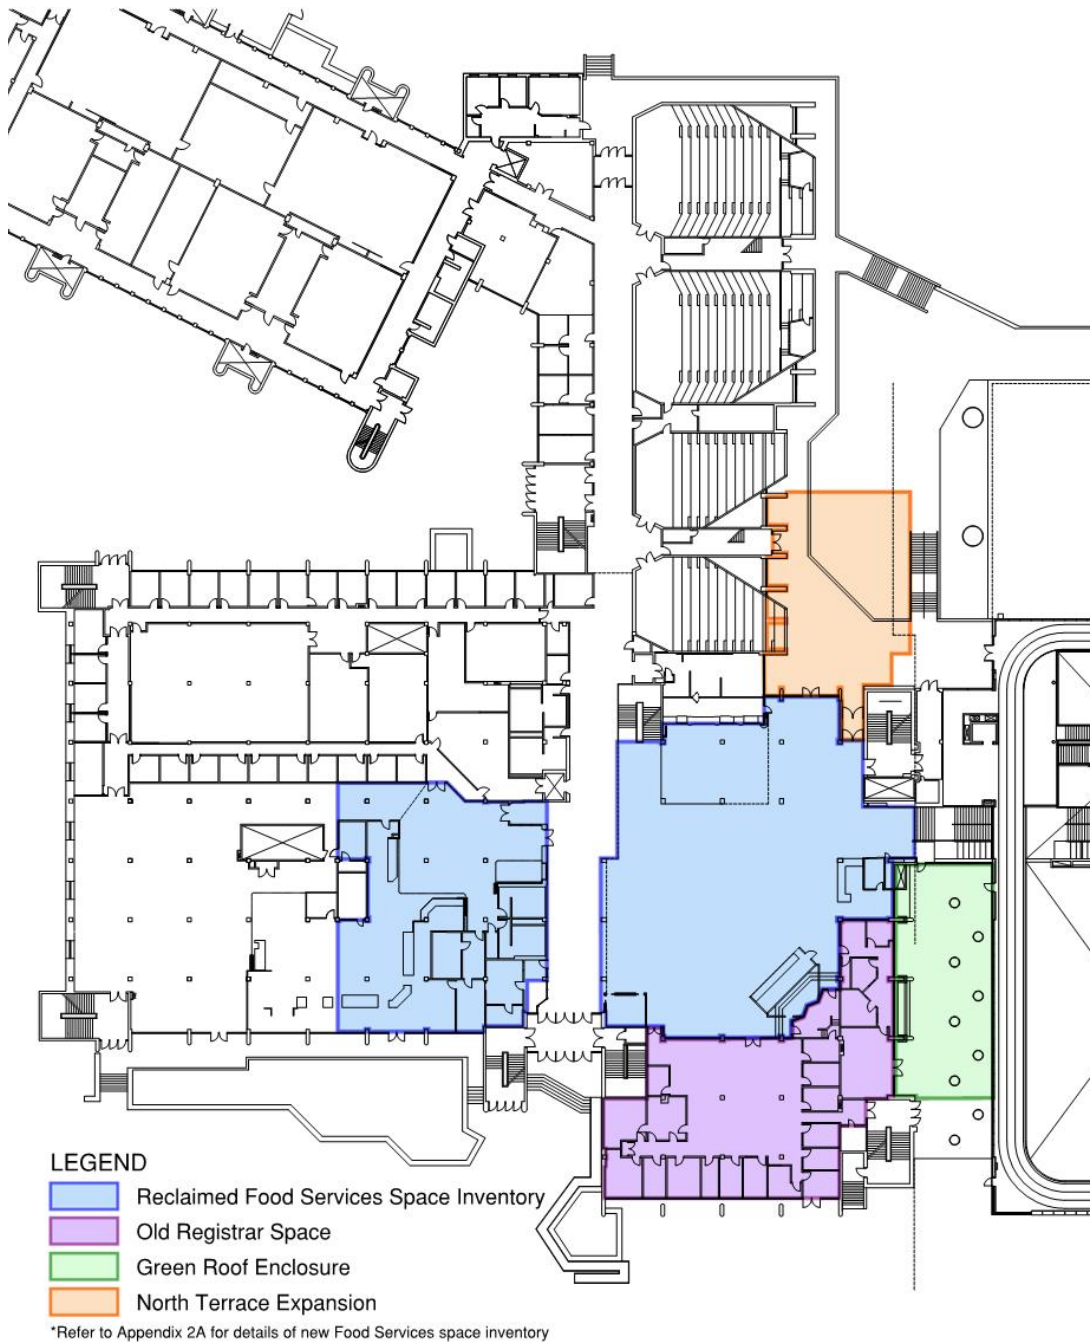 LEGEND
Reclaimed Food Services Space Inventory
Old Registrar Space
Green Roof Enclosure
North Terrace Expansion
*Refer to Appendix 2A for details of new Food Services space inventory